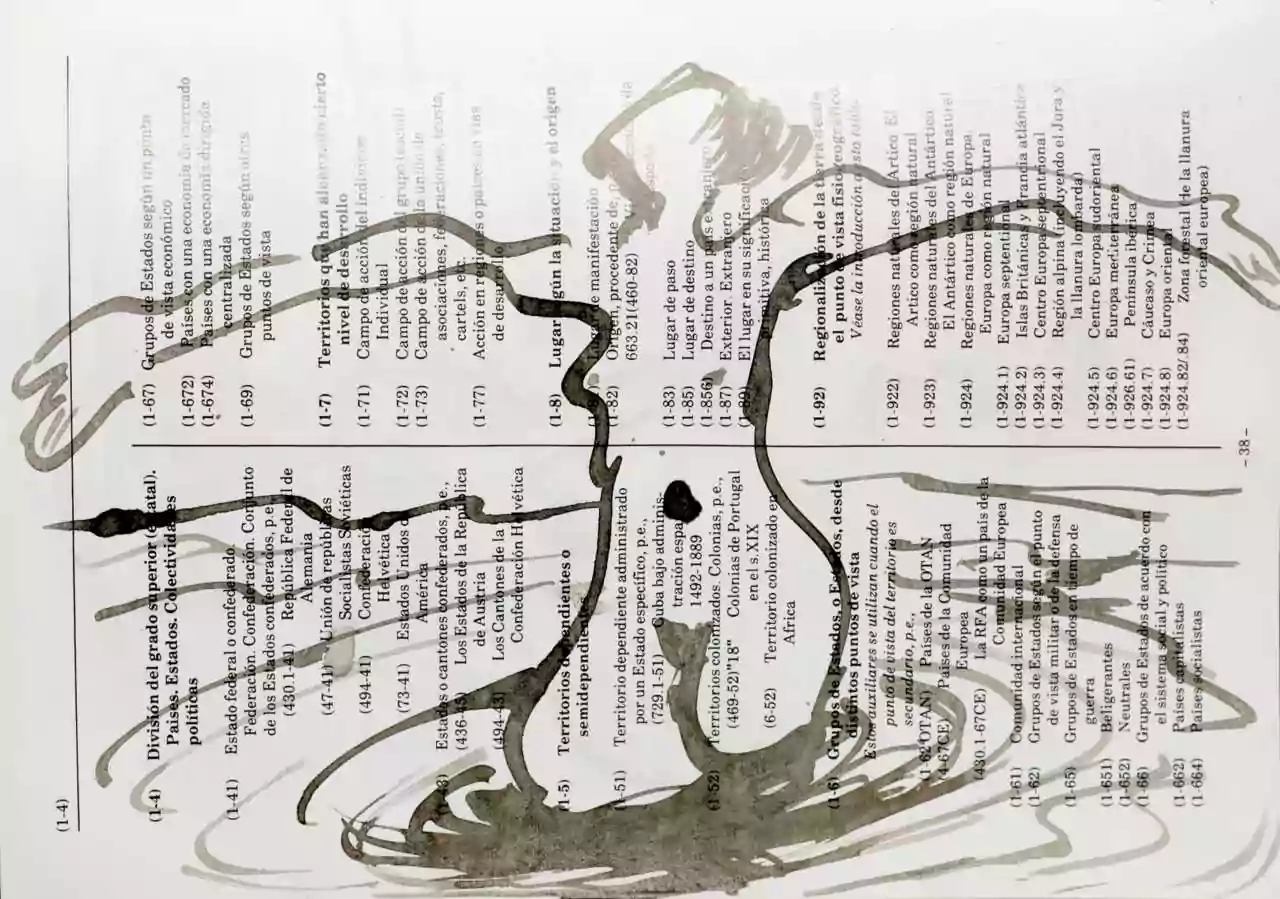 (1-4)
(1-4) División del grado superior (estatal).
Países. Estados. Colectividades
políticas
(1-41) Estado federal o confederado.
Federación. Confederación. Conjunto
de los Estados confederados, p.e.,
(430.1-41) República Federal de
Alemania
(47-41) Unión de repúblicas
Socialistas Soviéticas
(494-41) Confederación
Helvética
(73-41) Estados Unidos de
América
(1-43) Estados o cantones confederados, p.e.,
(436-43) Los Estados de la República
de Austria
(494-43) Los Cantones de la
Confederación Helvética
(1-5) Territorios dependientes o
semidependientes
(1-51) Territorio dependiente administrado
por un Estado específico, p.e.,
(729.1-51) Cuba bajo adminis-
tración
1492-1889
(1-52) Territorios colonizados. Colonias, p.e.,
(469-52)"18" Colonias de Portugal
en el s.XIX
(6-52) Territorio colonizado en
Africa
(1-6) Grupos de Estados, o Estados, desde
distintos puntos de vista
Estos auxiliares se utilizan cuando el
punto de vista del territorio es
secundario, p.e.,
(1-62OTAN) Países de la OTAN
(4-67CE) Países de la Comunidad
Europea
(430.1-67CE) La RFA como un país de la
Comunidad Europea
(1-61) Comunidad internacional
(1-62) Grupos de Estados según el punto
de vista militar o de la defensa
(1-65) Grupos de Estados en tiempo de
guerra
(1-651) Beligerantes
(1-652) Neutrales
(1-66) Grupos de Estados de acuerdo con
el sistema social y político
(1-662) Países capitalistas
(1-664) Países socialistas
(1-67) Grupos de Estados según un punto
de vista económico
(1-672) Países con una economía de mercado
(1-674) Países con una economía dirigida
centralizada
(1-69) Grupos de Estados según otros
puntos de vista
(1-7) Territorios que han alcanzado cierto
nivel de desarrollo
(1-71) Campo de acción del individuo
Individual
(1-72) Campo de acción del grupo
(1-73) Campo de acción de la unión de
asociaciones, federaciones, trusts,
cartels, etc.
(1-77) Acción en regiones o países en vías
de desarrollo
(1-8) Lugar según la situación y el origen
Lugar de manifestación
(1-82) Origen, procedente de,
663.21(460-82)
(1-83) Lugar de paso
(1-85) Lugar de destino
(1-856) Destino a un país extranjero
(1-87) Exterior. Extranjero
(1-89) El lugar en su significación
primitiva, histórica
(1-92) Regionalización de la tierra desde
el punto de vista fisiogeográfico.
Véase la introducción a esta tabla.
(1-922) Regiones naturales del Artico. El
Artico como región natural
(1-923) Regiones naturales del Antártico
El Antártico como región natural
(1-924) Regiones naturales de Europa.
Europa como región natural
(1-924.1) Europa septentrional
(1-924.2) Islas Británicas y Francia atlántica
(1-924.3) Centro Europa septentrional
(1-924.4) Región alpina (incluyendo el Jura y
la llanura lombarda)
(1-924.5) Centro Europa sudoriental
(1-924.6) Europa mediterránea
(1-926.61) Península Ibérica
(1-924.7) Cáucaso y Crimea
(1-924.8) Europa oriental
(1-924.82/.84) Zona forestal (de la llanura
oriental europea)
- 38 -